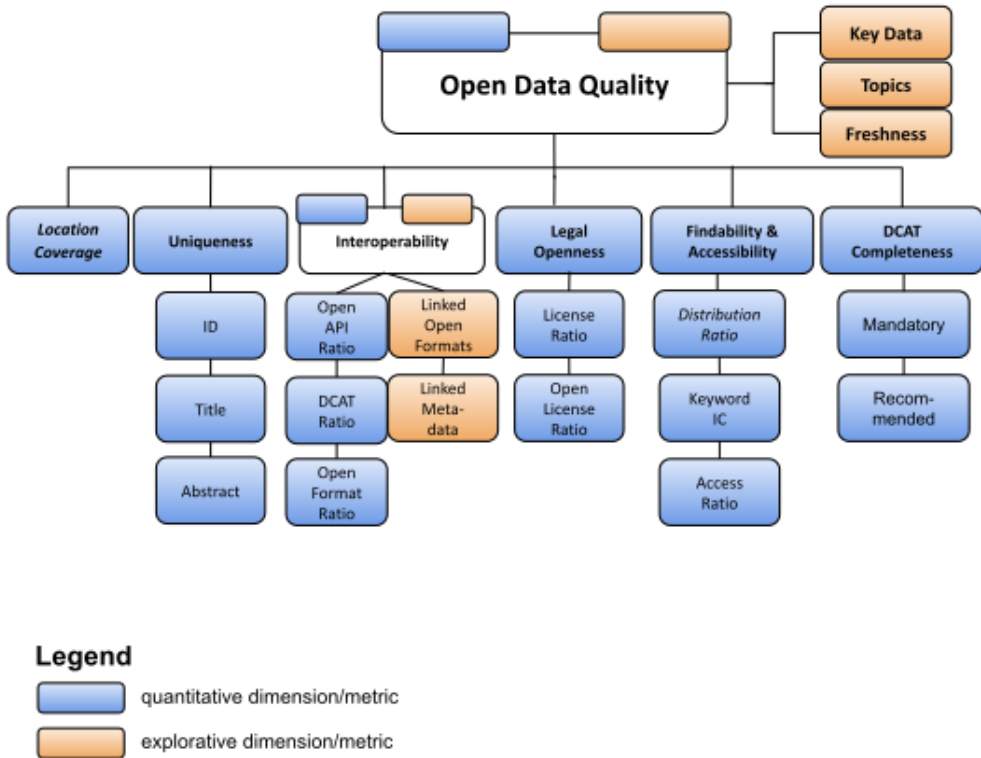 Open Data Quality
Key Data
Topics
Freshness
Location
Coverage
Uniqueness
Interoperability
Legal
Openness
Findability &
Accessibility
DCAT
Completeness
ID
Title
Abstract
Open
API
Ratio
DCAT
Ratio
Open
Format
Ratio
Linked
Open
Formats
Linked
Meta-
data
License
Ratio
Open
License
Ratio
Distribution
Ratio
Keyword
IC
Access
Ratio
Mandatory
Recom-
mended
Legend
quantitative dimension/metric
explorative dimension/metric